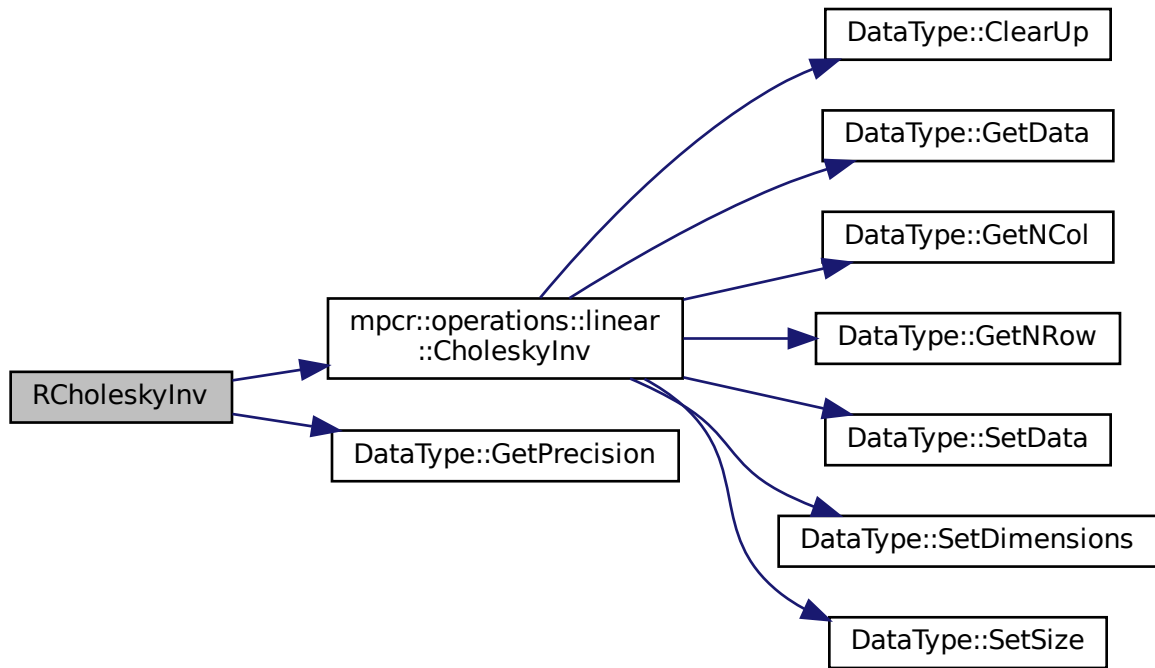 DataType::ClearUp
DataType::GetData
DataType::GetNCol
mpcr::operations::linear
::CholeskyInv
DataType::GetNRow
RCholeskyInv
DataType::GetPrecision
DataType::SetData
DataType::SetDimensions
DataType::SetSize